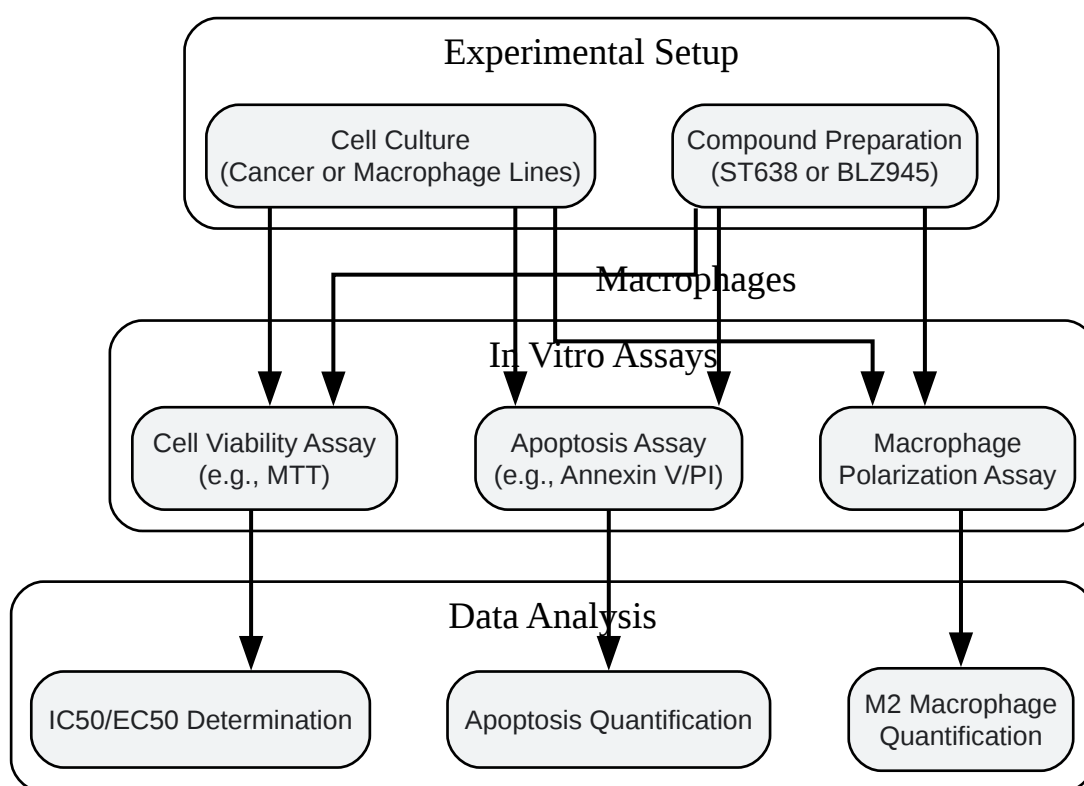 Experimental Setup
Cell Culture
(Cancer or Macrophage Lines)
Compound Preparation
(ST638 or BLZ945)
Macrophages
In Vitro Assays
Cell Viability Assay
(e.g., MTT)
Apoptosis Assay
(e.g., Annexin V/PI)
Macrophage
Polarization Assay
Data Analysis
IC50/EC50 Determination
Apoptosis Quantification
M2 Macrophage
Quantification